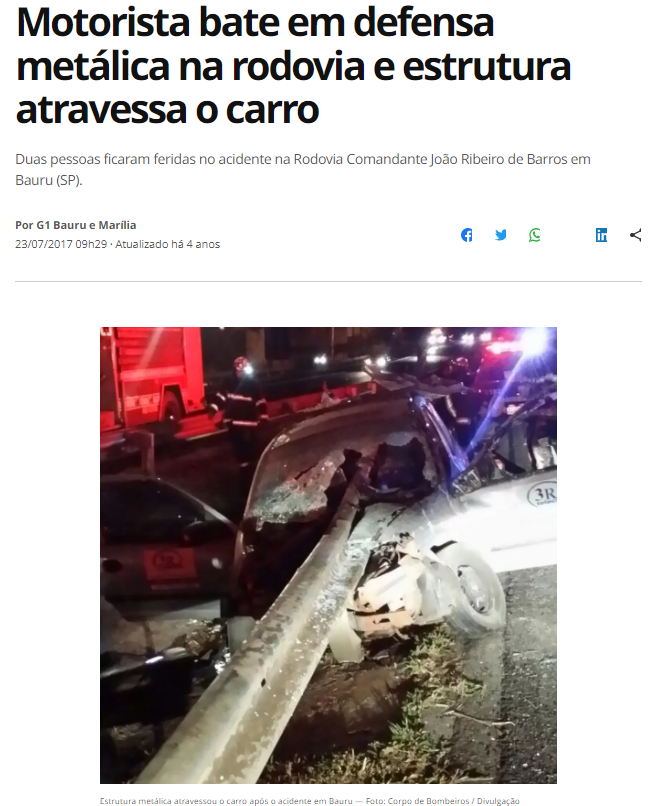 Motorista bate em defensa
metálica na rodovia e estrutura
atravessa o carro
Duas pessoas ficaram feridas no acidente na Rodovia Comandante João Ribeiro de Barros em
Bauru (SP).
Por G1 Bauru e Marília
23/07/2017 09h29 · Atualizado há 4 anos
3R
Estrutura metálica atravessou o carro após o acidente em Bauru — Foto: Corpo de Bombeiros / Divulgação